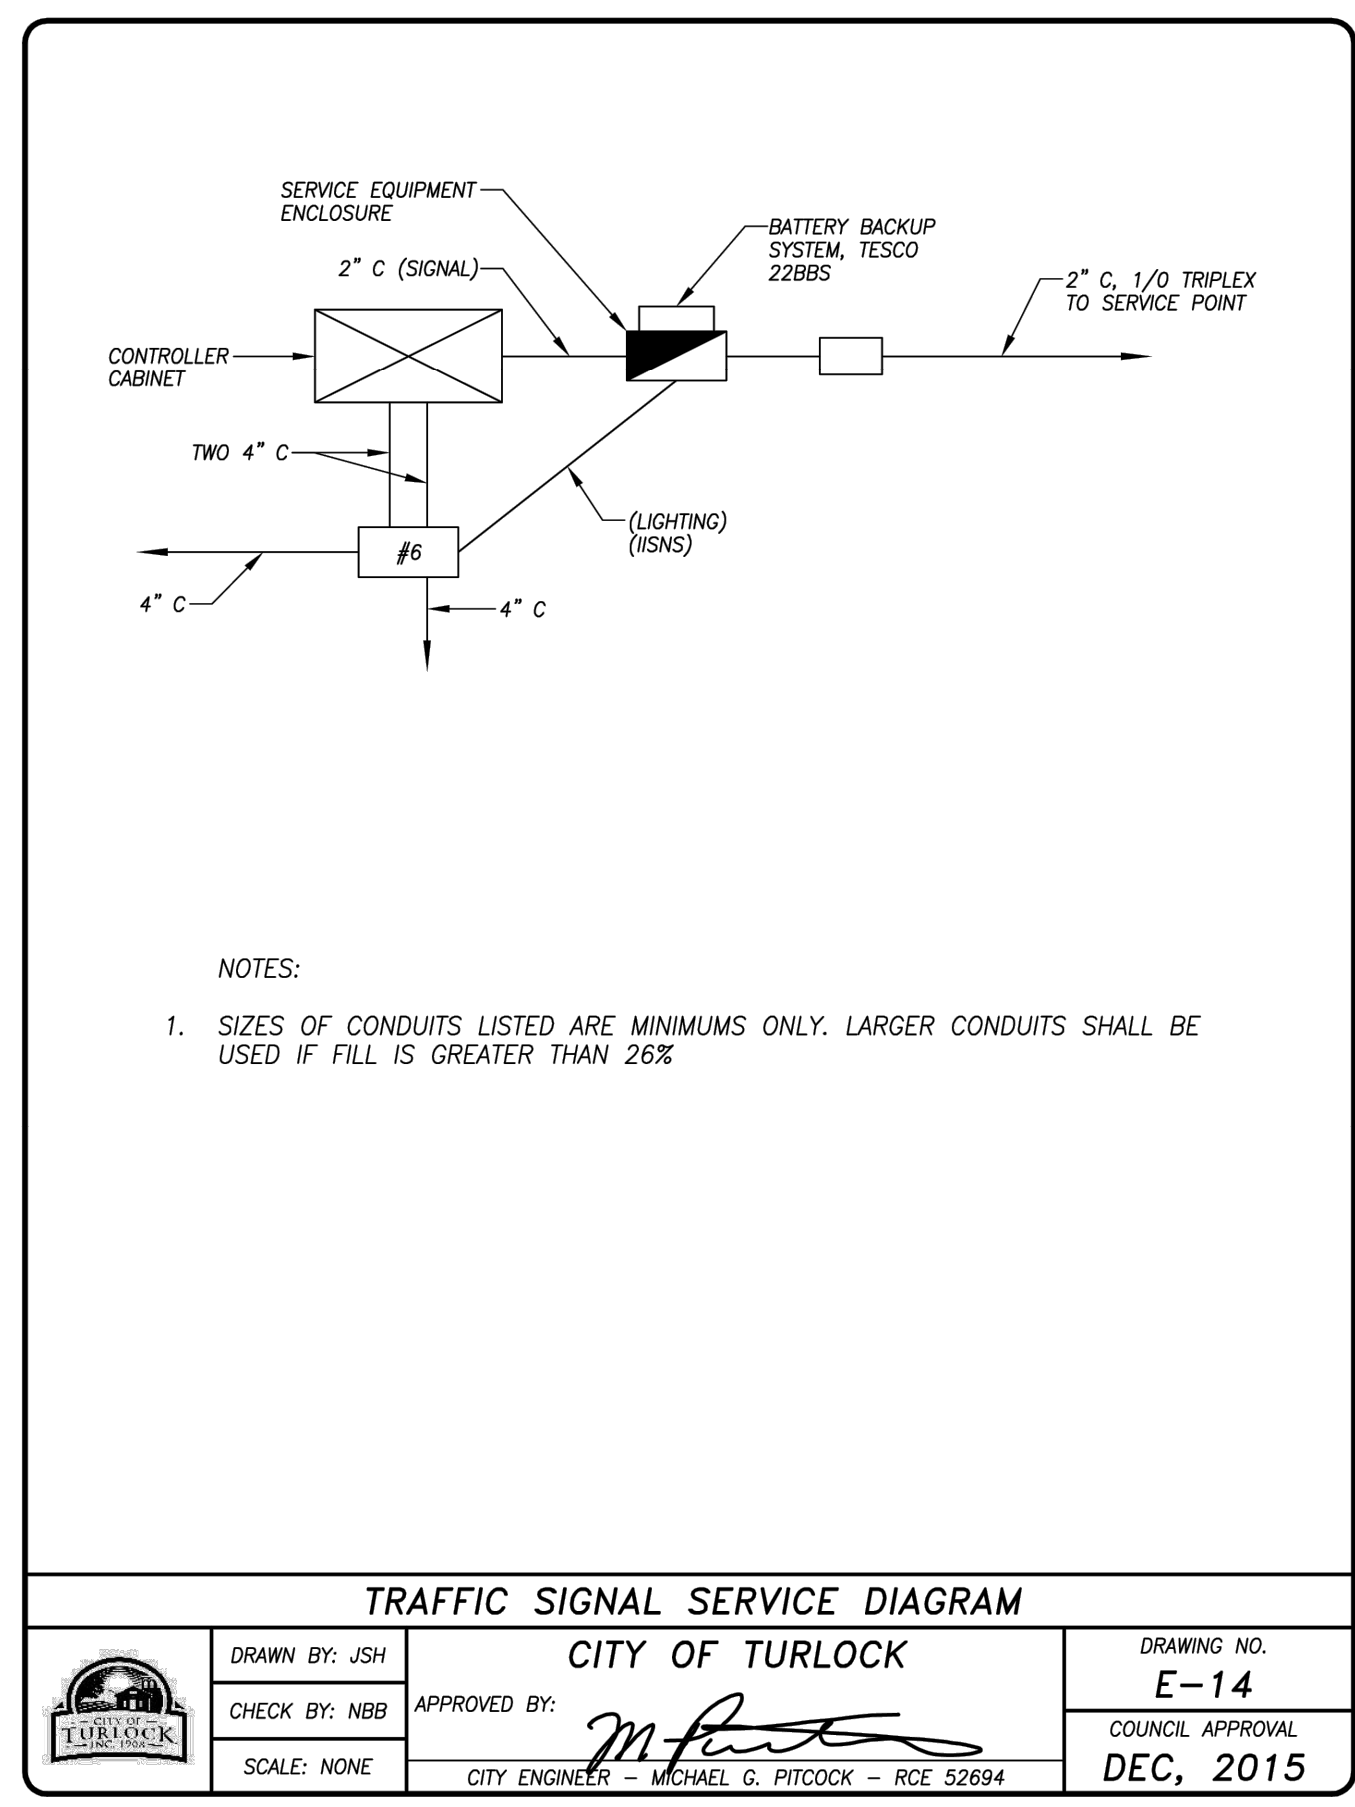 SERVICE EQUIPMENT
ENCLOSURE
BATTERY BACKUP
SYSTEM, TESCO
22BBS
2" C (SIGNAL)
2" C, 1/0 TRIPLEX
TO SERVICE POINT
CONTROLLER
CABINET
TWO 4" C
(LIGHTING)
(IISNS)
#6
4" C
4" C
NOTES:
1. SIZES OF CONDUITS LISTED ARE MINIMUMS ONLY. LARGER CONDUITS SHALL BE
USED IF FILL IS GREATER THAN 26%
TRAFFIC SIGNAL SERVICE DIAGRAM
CITY OF
TURLOCK
INC. 1908
DRAWN BY: JSH
CHECK BY: NBB
SCALE: NONE
CITY OF TURLOCK
APPROVED BY:
CITY ENGINEER – MICHAEL G. PITCOCK – RCE 52694
DRAWING NO.
E–14
COUNCIL APPROVAL
DEC, 2015